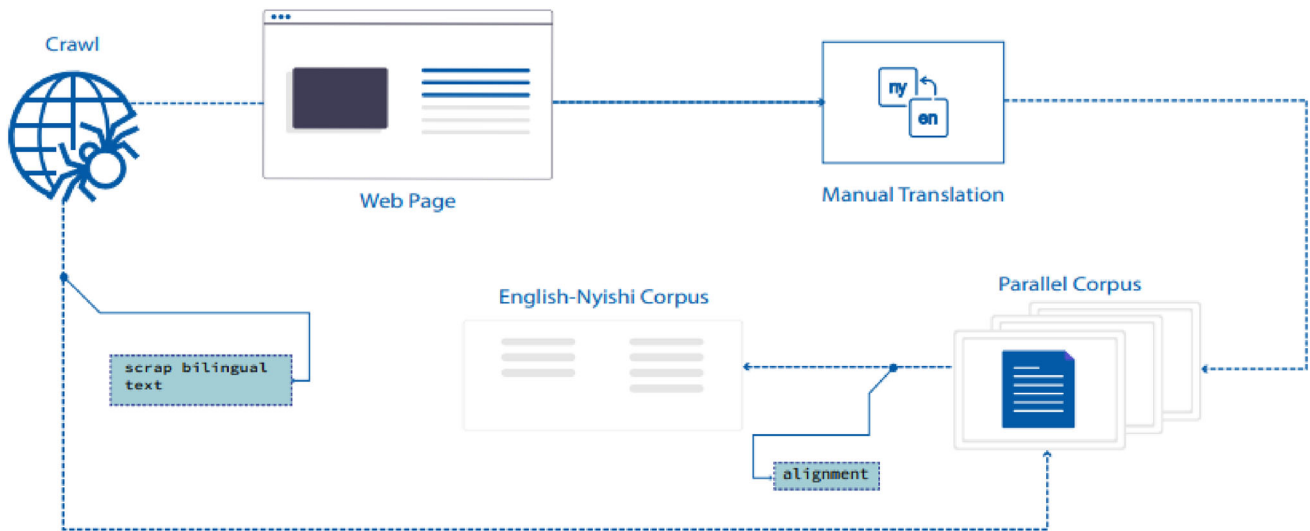 Crawl
Web Page
ny
en
Manual Translation
English-Nyishi Corpus
Parallel Corpus
scrap bilingual
text
alignment